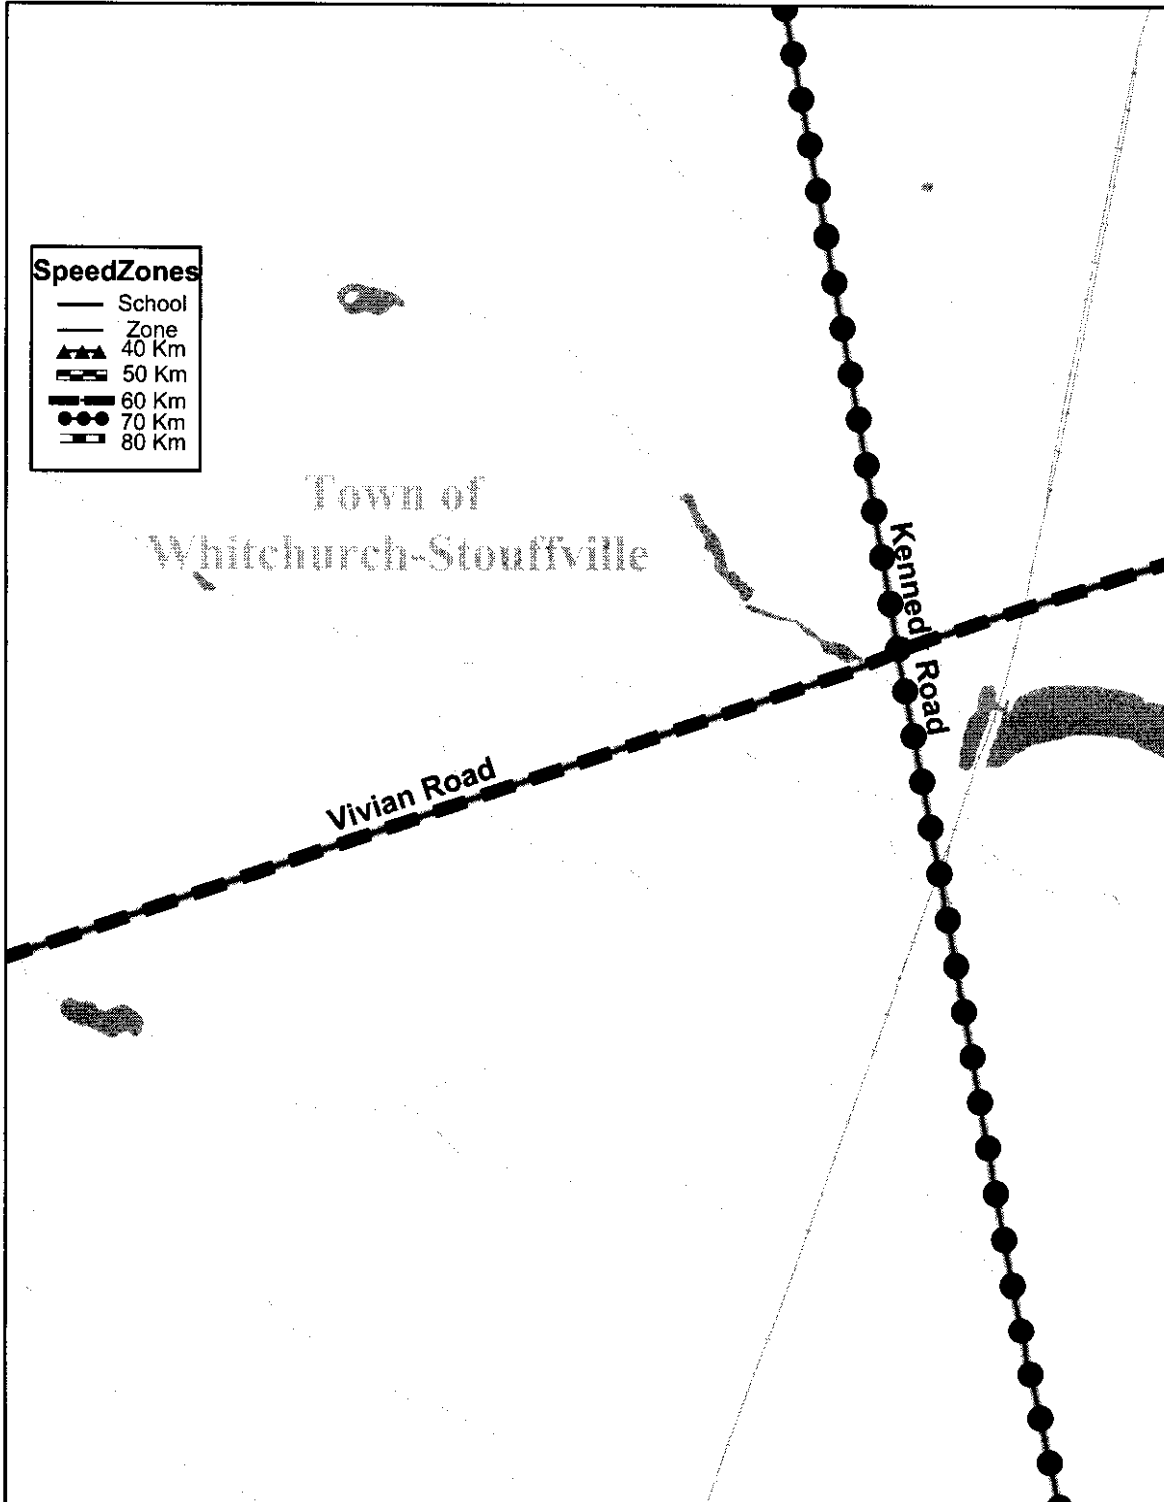 SpeedZones
School
Zone
40 Km
50 Km
60 Km
70 Km
80 Km
Town of
Whitchurch-Stouffville
Kenned Road
Vivian Road